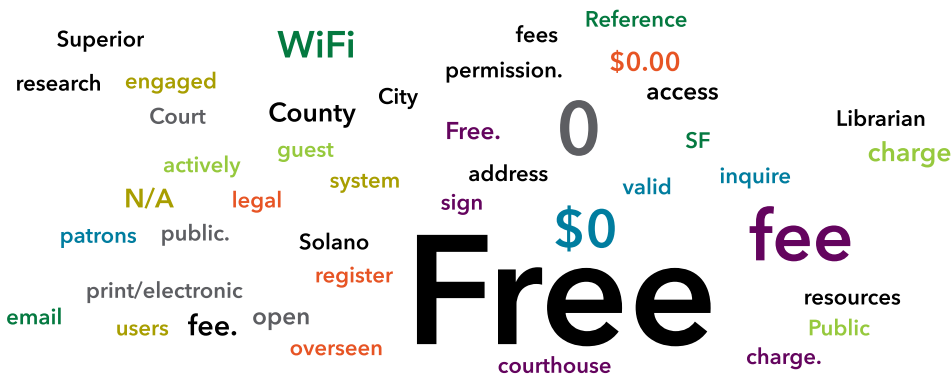 Reference
fees
Superior
WiFi
$0.00
permission.
research
engaged
access
City
County
Court
0
Librarian
Free.
SF
guest
charge
actively
address
system
inquire
valid
N/A
legal
sign
patrons
public.
$0
fee
Solano
Free
register
print/electronic
resources
email
users
fee.
open
Public
overseen
charge.
courthouse